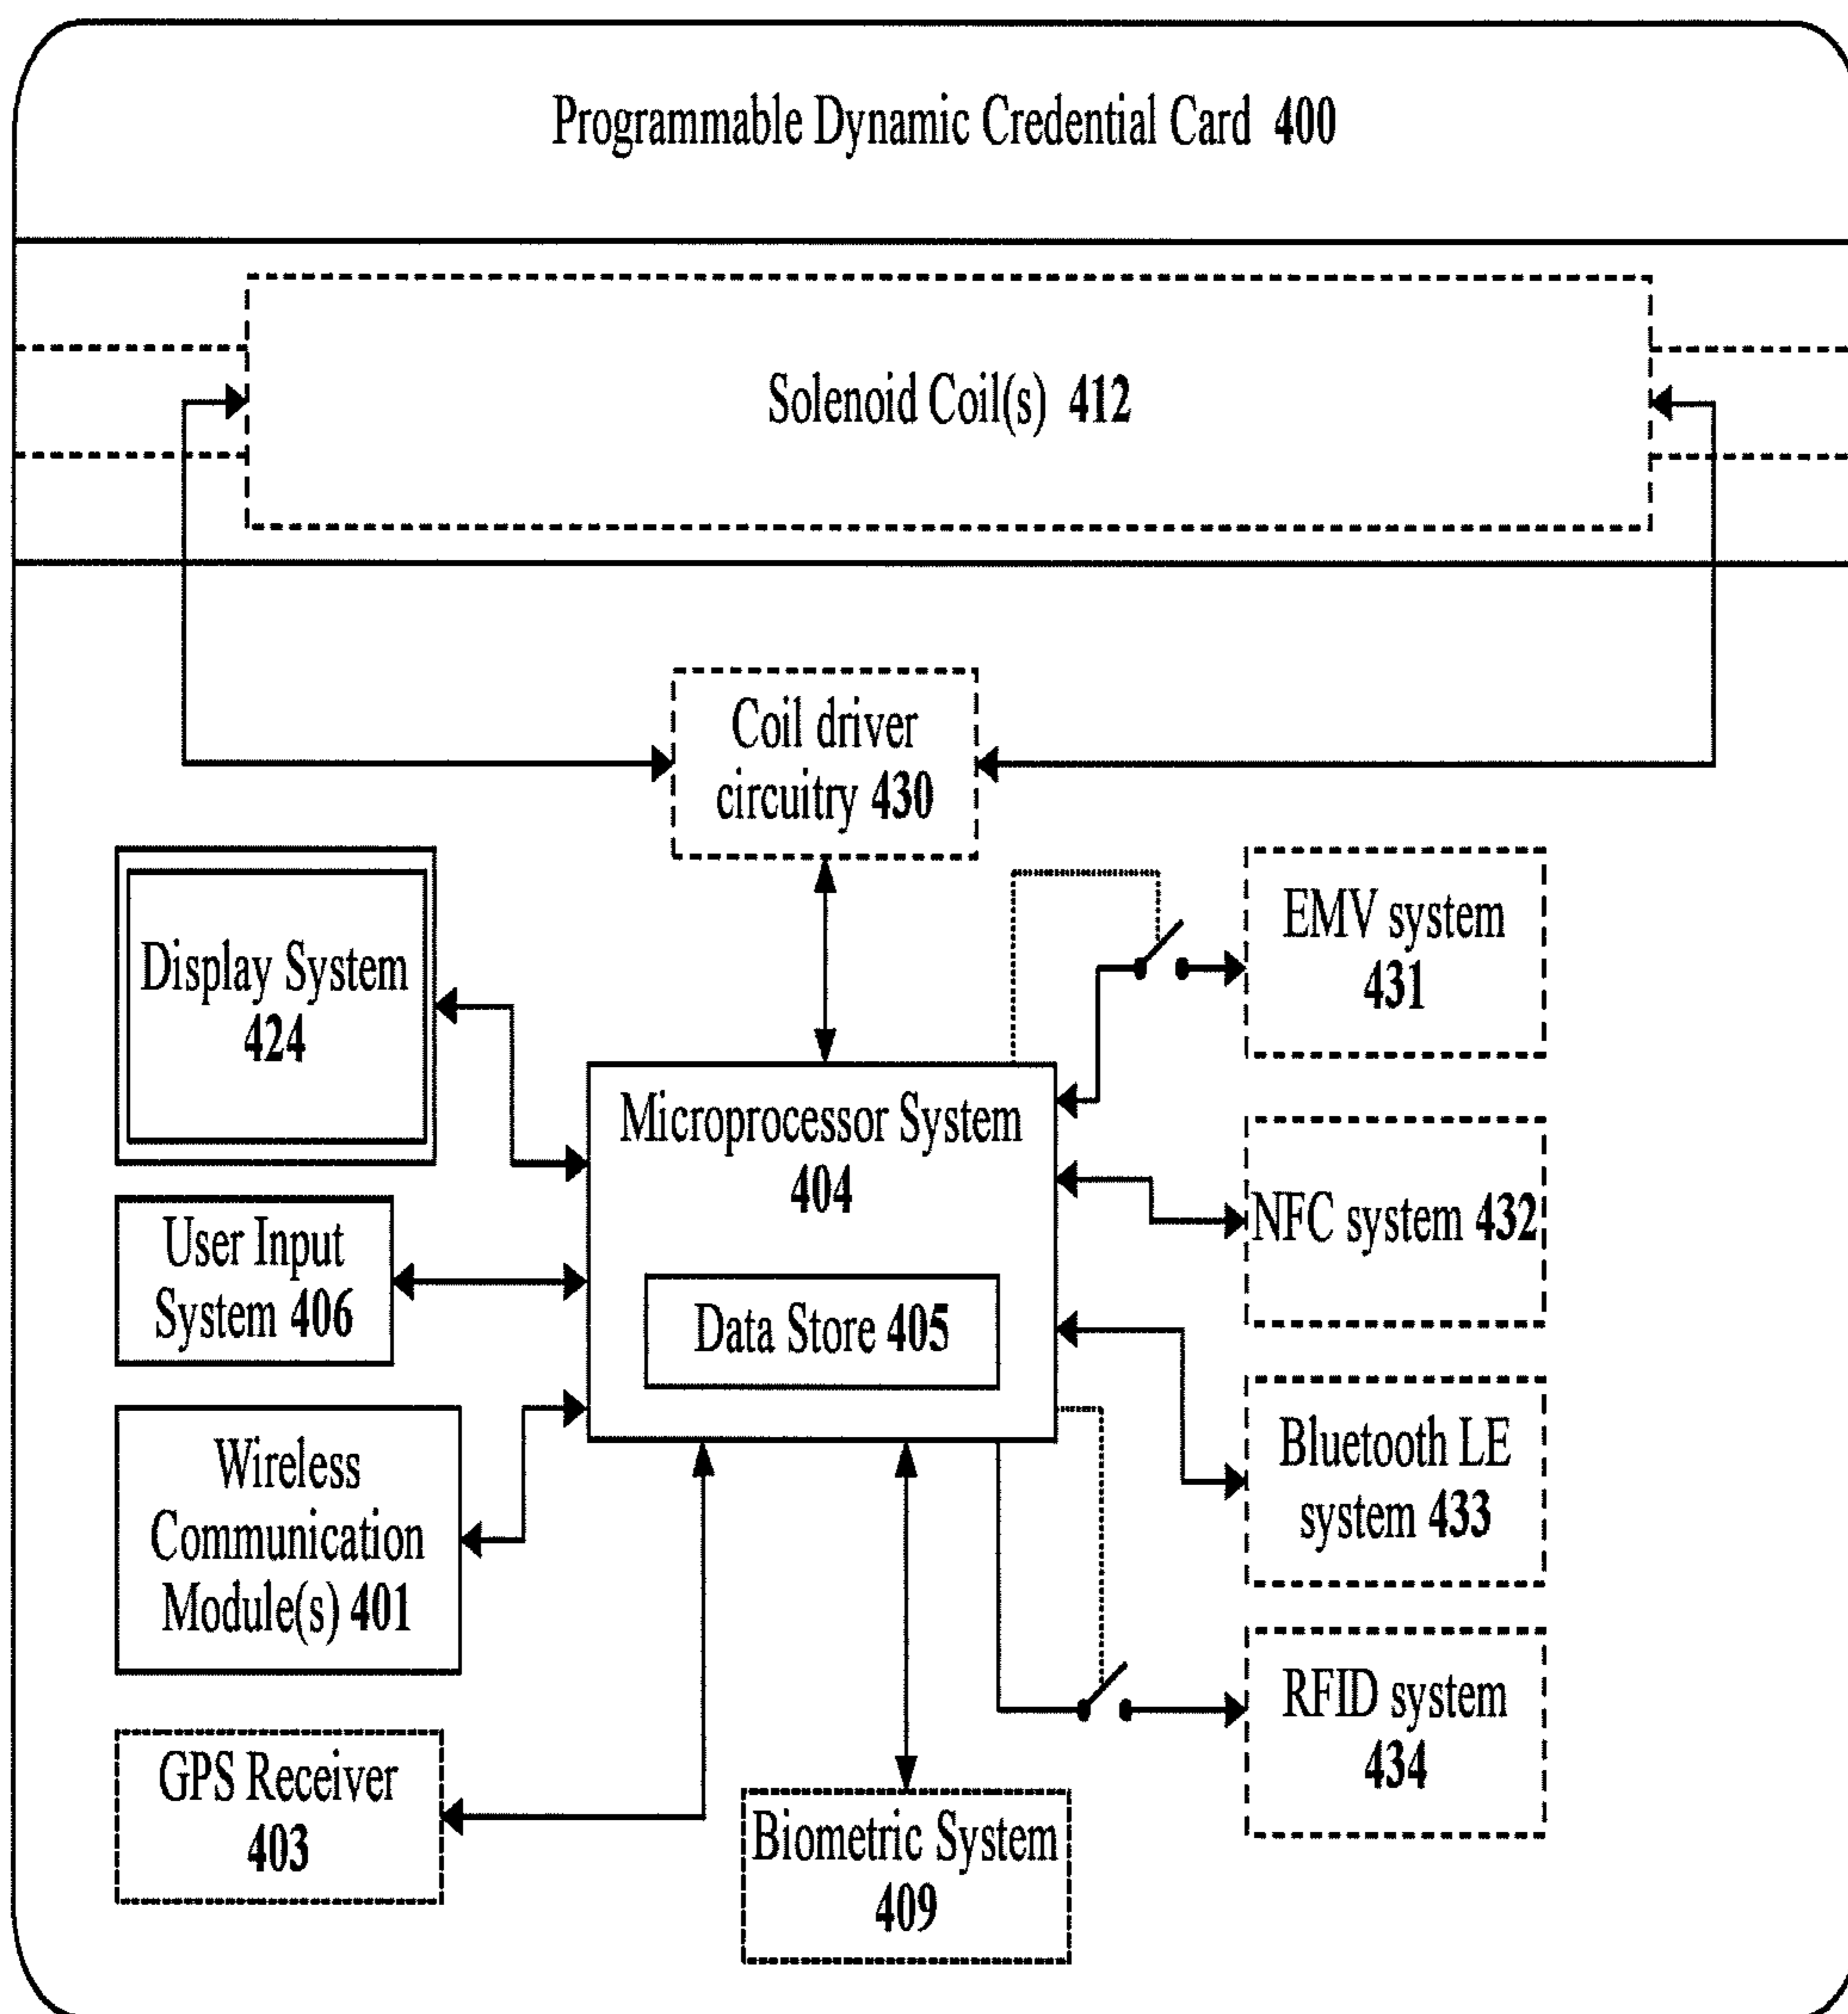 Programmable Dynamic Credential Card 400
Solenoid Coil(s) 412
Coil driver
circuitry 430
Display System
424
EMV system
431
Microprocessor System
404
User Input
System 406
NFC system 432
Data Store 405
Wireless
Communication
Module(s) 401
Bluetooth LE
system 433
RFID system
434
GPS Receiver
403
Biometric System
409